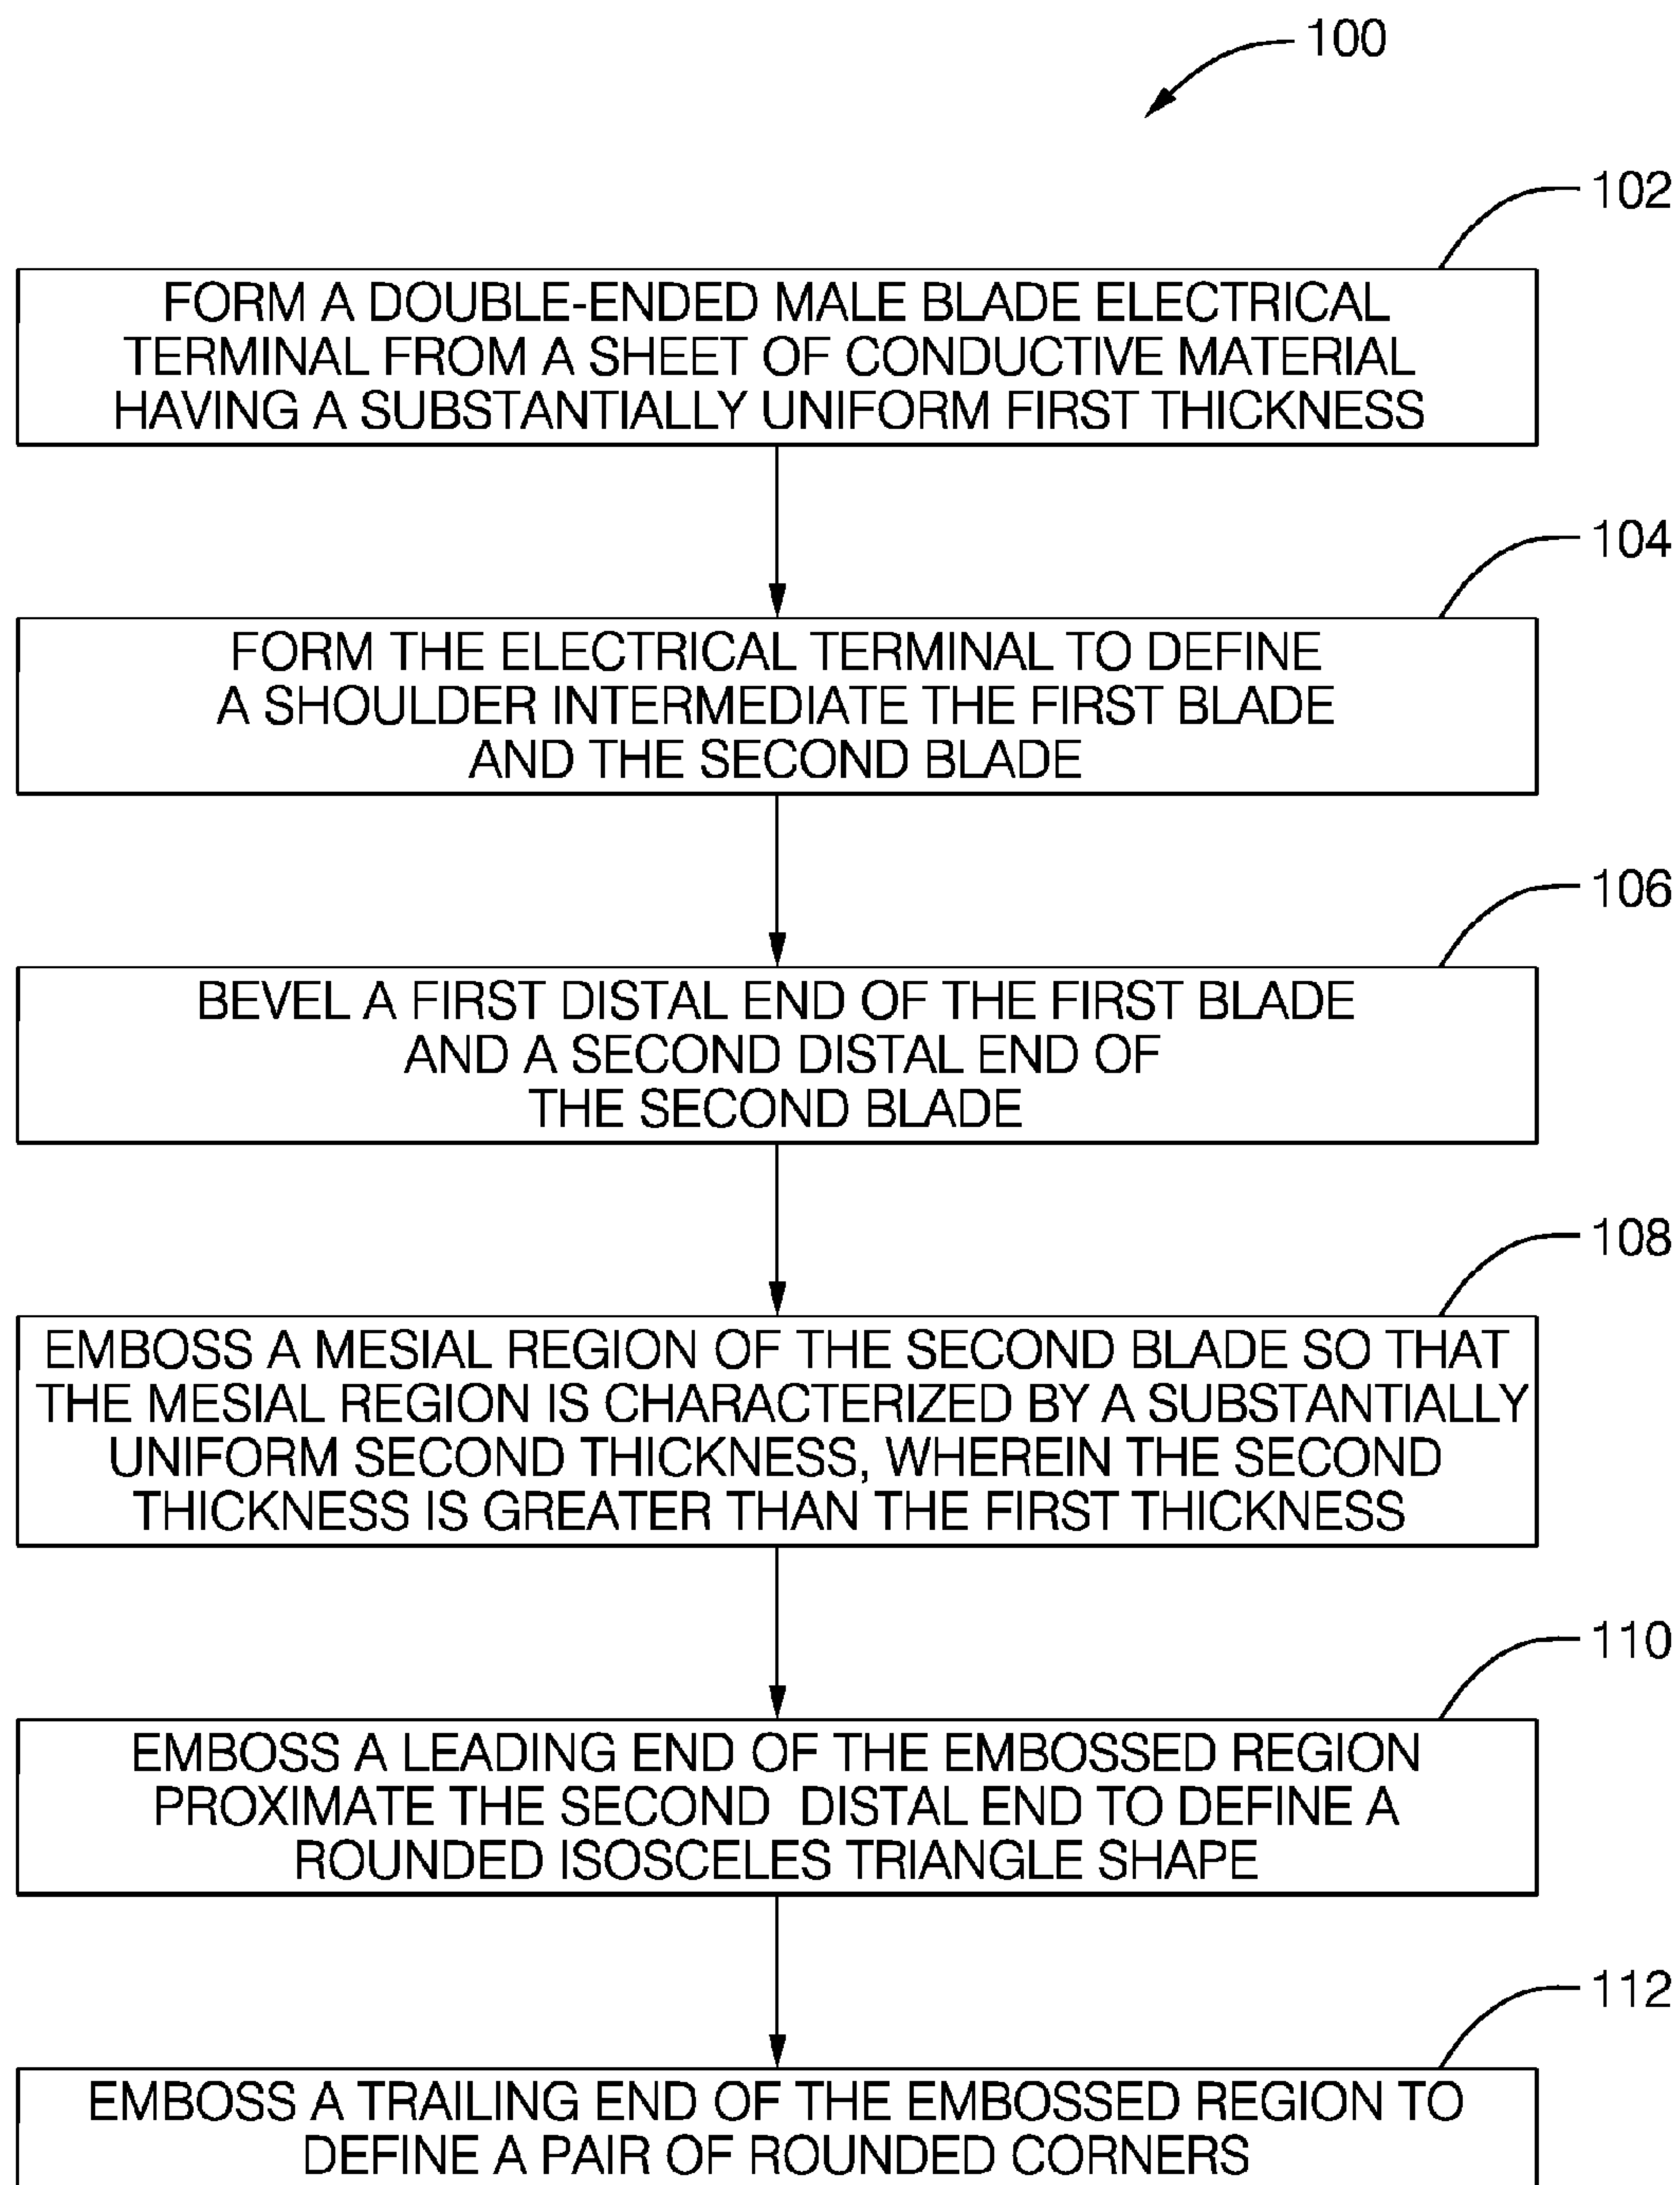 100
102
FORM A DOUBLE-ENDED MALE BLADE ELECTRICAL
TERMINAL FROM A SHEET OF CONDUCTIVE MATERIAL
HAVING A SUBSTANTIALLY UNIFORM FIRST THICKNESS
104
FORM THE ELECTRICAL TERMINAL TO DEFINE
A SHOULDER INTERMEDIATE THE FIRST BLADE
AND THE SECOND BLADE
106
BEVEL A FIRST DISTAL END OF THE FIRST BLADE
AND A SECOND DISTAL END OF
THE SECOND BLADE
108
EMBOSS A MESIAL REGION OF THE SECOND BLADE SO THAT
THE MESIAL REGION IS CHARACTERIZED BY A SUBSTANTIALLY
UNIFORM SECOND THICKNESS, WHEREIN THE SECOND
THICKNESS IS GREATER THAN THE FIRST THICKNESS
110
EMBOSS A LEADING END OF THE EMBOSSED REGION
PROXIMATE THE SECOND DISTAL END TO DEFINE A
ROUNDED ISOSCELES TRIANGLE SHAPE
112
EMBOSS A TRAILING END OF THE EMBOSSED REGION TO
DEFINE A PAIR OF ROUNDED CORNERS